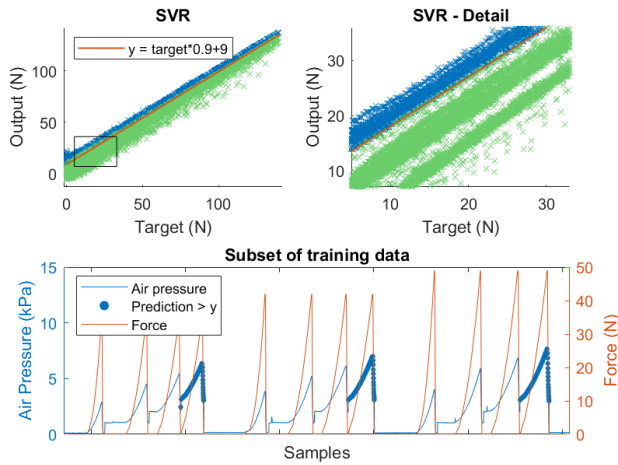 SVR
SVR - Detail
y = target*0.9+9
Output (N)
100
50
0
0
50
100
Target (N)
Output (N)
30
20
10
10
20
30
Target (N)
Subset of training data
Air pressure
Prediction > y
Force
Air Pressure (kPa)
15
10
5
0
Force (N)
50
40
30
20
10
0
Samples